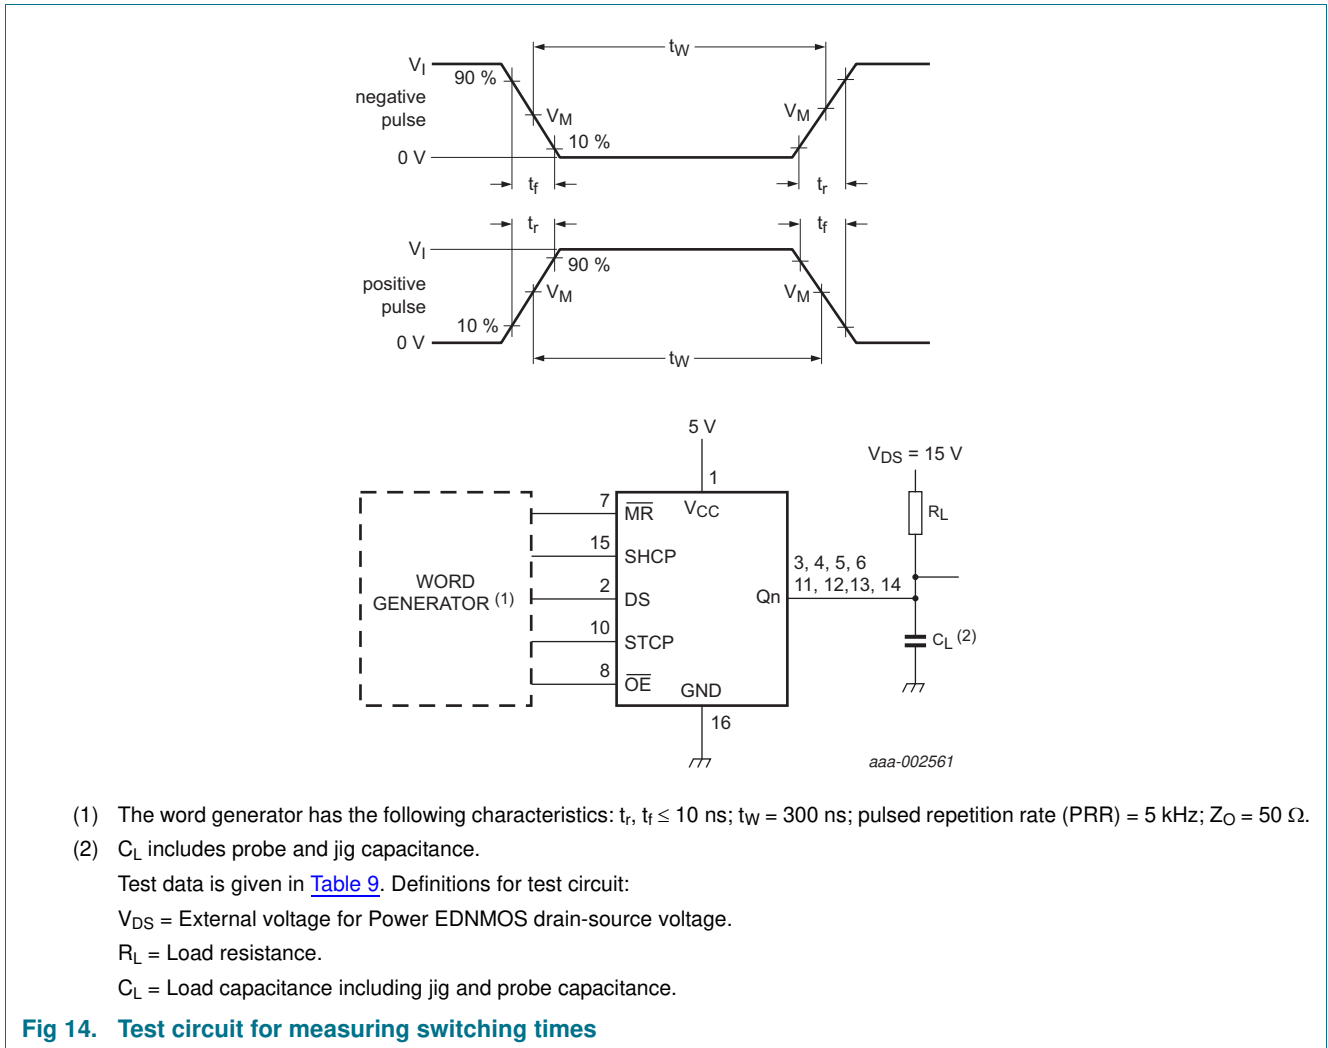 tW
VI
90 %
negative
pulse
VM
VM
10 %
0 V
tf
tr
tr
tf
VI
90 %
positive
pulse
VM
VM
10 %
0 V
tW
5 V
VDS = 15 V
1
7
MR
VCC
RL
15
SHCP
3, 4, 5, 6
WORD
GENERATOR (1)
2
DS
11, 12,13, 14
Qn
10
STCP
CL (2)
8
OE
GND
16
aaa-002561
(1) The word generator has the following characteristics: tr, tf ≤ 10 ns; tW = 300 ns; pulsed repetition rate (PRR) = 5 kHz; ZO = 50 Ω.
(2) CL includes probe and jig capacitance.
Test data is given in Table 9. Definitions for test circuit:
VDS = External voltage for Power EDNMOS drain-source voltage.
RL = Load resistance.
CL = Load capacitance including jig and probe capacitance.
Fig 14. Test circuit for measuring switching times